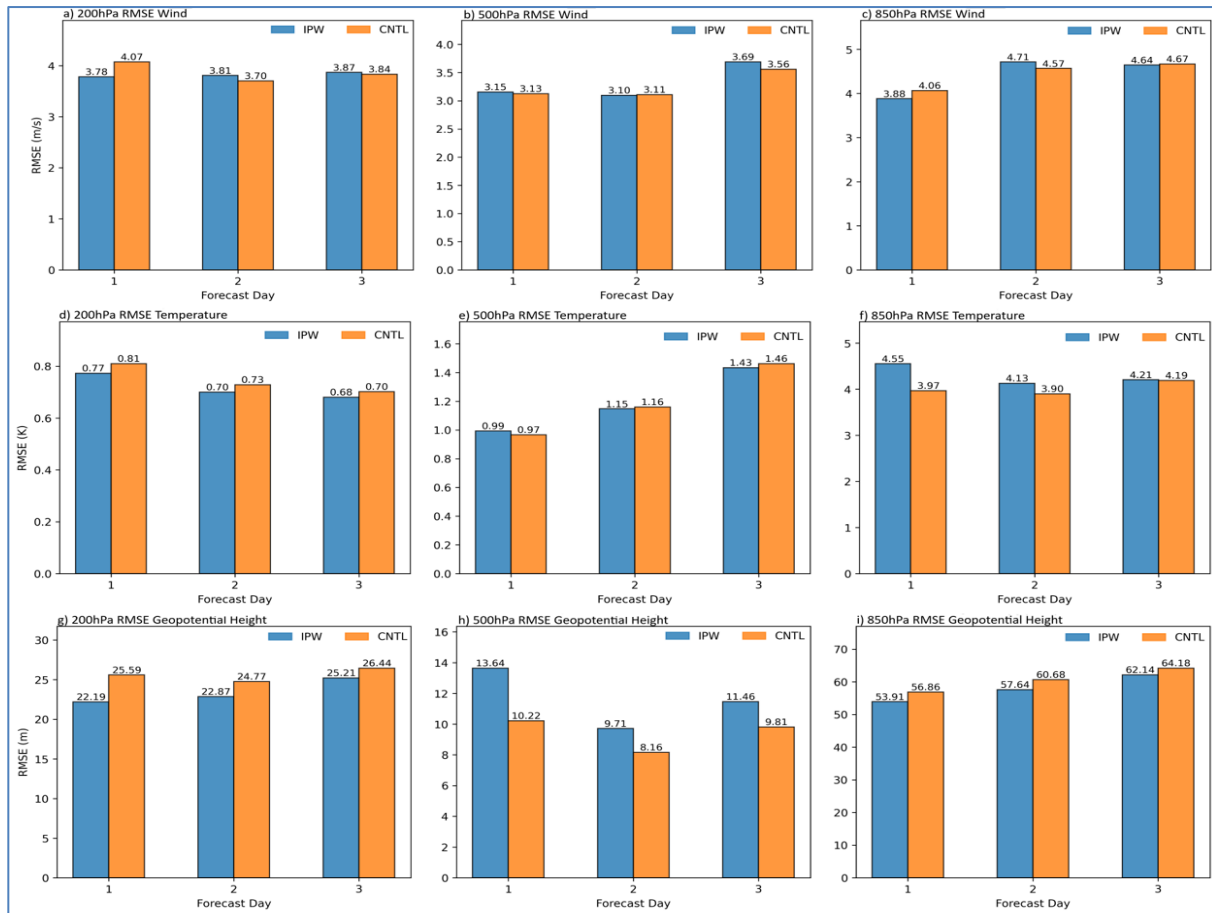 a) 200hPa RMSE Wind
IPW CNTL
RMSE (m/s)
4
3
2
1
0
3.78 4.07 3.81 3.70 3.87 3.84
1 2 3
Forecast Day
b) 500hPa RMSE Wind
IPW CNTL
4.0
3.5
3.0
2.5
2.0
1.5
1.0
0.5
0.0
3.15 3.13 3.10 3.11 3.69 3.56
1 2 3
Forecast Day
c) 850hPa RMSE Wind
IPW CNTL
5
4
3
2
1
0
3.88 4.06 4.71 4.57 4.64 4.67
1 2 3
Forecast Day
d) 200hPa RMSE Temperature
IPW CNTL
RMSE (K)
0.8
0.6
0.4
0.2
0.0
0.77 0.81 0.70 0.73 0.68 0.70
1 2 3
Forecast Day
e) 500hPa RMSE Temperature
IPW CNTL
1.6
1.4
1.2
1.0
0.8
0.6
0.4
0.2
0.0
0.99 0.97 1.15 1.16 1.43 1.46
1 2 3
Forecast Day
f) 850hPa RMSE Temperature
IPW CNTL
5
4
3
2
1
0
4.55 3.97 4.13 3.90 4.21 4.19
1 2 3
Forecast Day
g) 200hPa RMSE Geopotential Height
IPW CNTL
RMSE (m)
30
25
20
15
10
5
0
22.19 25.59 22.87 24.77 25.21 26.44
1 2 3
Forecast Day
h) 500hPa RMSE Geopotential Height
IPW CNTL
16
14
12
10
8
6
4
2
0
13.64 10.22 9.71 8.16 11.46 9.81
1 2 3
Forecast Day
i) 850hPa RMSE Geopotential Height
IPW CNTL
70
60
50
40
30
20
10
0
53.91 56.86 57.64 60.68 62.14 64.18
1 2 3
Forecast Day